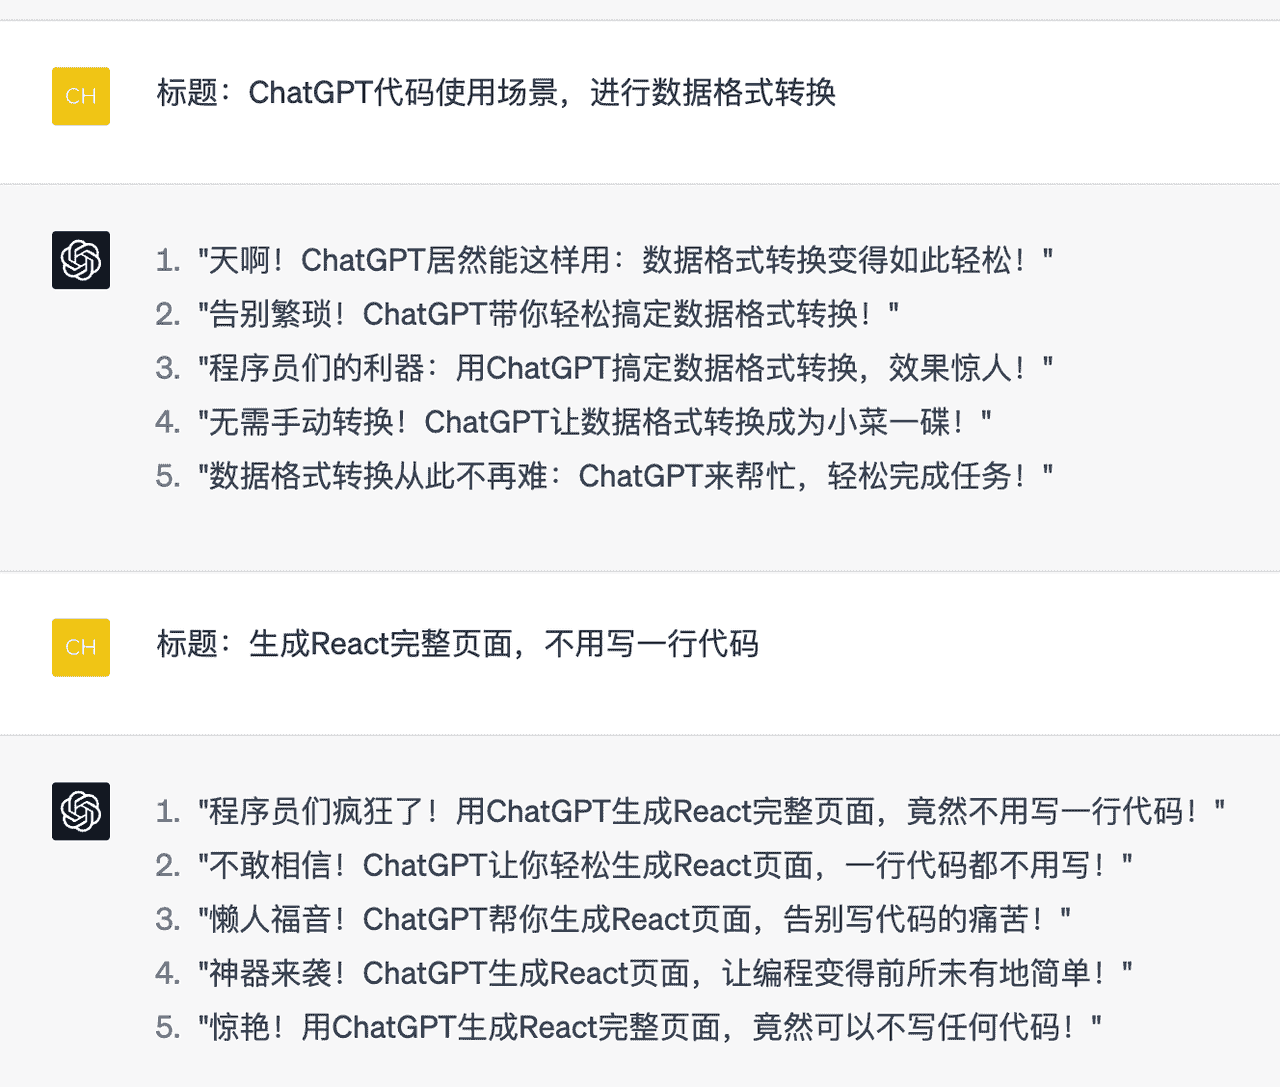 CH
标题：ChatGPT代码使用场景，进行数据格式转换
1. "天啊！ChatGPT居然能这样用：数据格式转换变得如此轻松！"
2. "告别繁琐！ChatGPT带你轻松搞定数据格式转换！"
3. "程序员们的利器：用ChatGPT搞定数据格式转换，效果惊人！"
4. "无需手动转换！ChatGPT让数据格式转换成为小菜一碟！"
5. "数据格式转换从此不再难：ChatGPT来帮忙，轻松完成任务！"
CH
标题：生成React完整页面，不用写一行代码
1. "程序员们疯狂了！用ChatGPT生成React完整页面，竟然不用写一行代码！"
2. "不敢相信！ChatGPT让你轻松生成React页面，一行代码都不用写！"
3. "懒人福音！ChatGPT帮你生成React页面，告别写代码的痛苦！"
4. "神器来袭！ChatGPT生成React页面，让编程变得前所未有地简单！"
5. "惊艳！用ChatGPT生成React完整页面，竟然可以不写任何代码！"